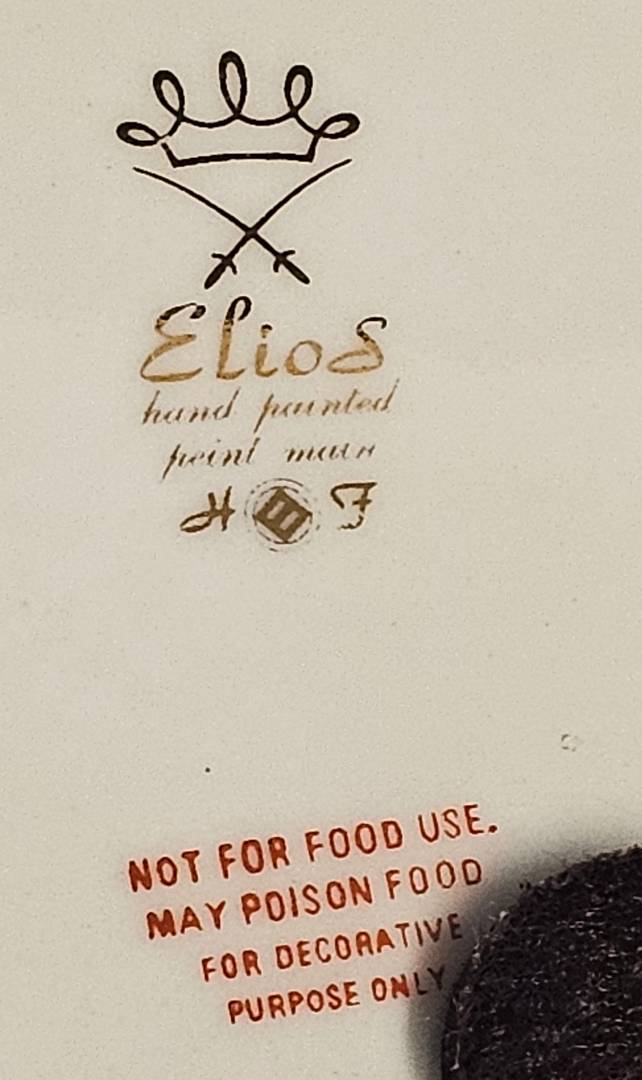 Elios
hand painted
peint main
H F
NOT FOR FOOD USE.
MAY POISON FOOD
FOR DECORATIVE
PURPOSE ONLY